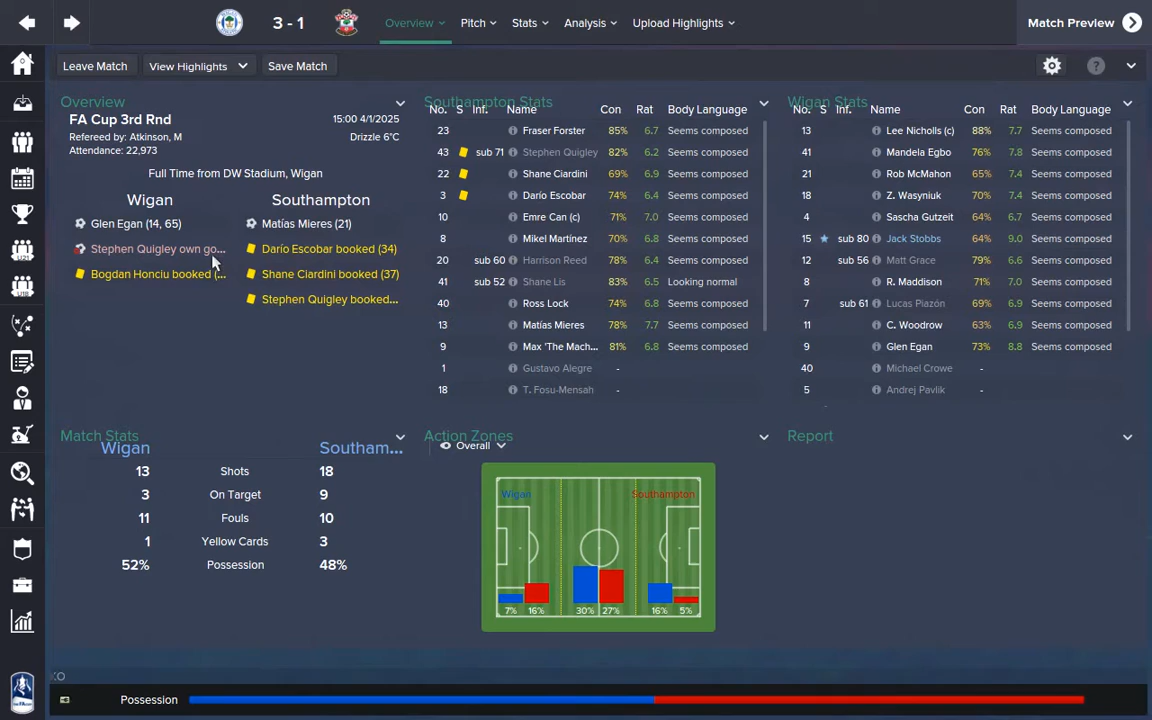 3 - 1
Overview
Pitch
Stats
Analysis
Upload Highlights
Match Preview
Leave Match
View Highlights
Save Match
?
Overview
FA Cup 3rd Rnd
15:00 4/1/2025
Refereed by: Atkinson, M
Drizzle 6°C
Attendance: 22,973
Full Time from DW Stadium, Wigan
Wigan Southampton
Glen Egan (14, 65) Matías Mieres (21)
Stephen Quigley own go... Darío Escobar booked (34)
Bogdan Honciu booked (... Shane Ciardini booked (37)
Stephen Quigley booked...
Southampton Stats
No. S Inf. Name Con Rat Body Language
23 Fraser Forster 85% 6.7 Seems composed
43 sub 71 Stephen Quigley 82% 6.2 Seems composed
22 Shane Ciardini 69% 6.9 Seems composed
3 Darío Escobar 74% 6.4 Seems composed
10 Emre Can (c) 71% 7.0 Seems composed
8 Mikel Martínez 70% 6.8 Seems composed
20 sub 60 Harrison Reed 78% 6.4 Seems composed
41 sub 52 Shane Lis 83% 6.5 Looking normal
40 Ross Lock 74% 6.8 Seems composed
13 Matías Mieres 78% 7.7 Seems composed
9 Max 'The Mach... 81% 6.8 Seems composed
1 Gustavo Alegre -
18 T. Fosu-Mensah -
Wigan Stats
No. S Inf. Name Con Rat Body Language
13 Lee Nicholls (c) 88% 7.7 Seems composed
41 Mandela Egbo 76% 7.8 Seems composed
21 Rob McMahon 65% 7.4 Seems composed
18 Z. Wasyniuk 70% 7.4 Seems composed
4 Sascha Gutzeit 64% 6.7 Seems composed
15 sub 80 Jack Stobbs 64% 9.0 Seems composed
12 sub 56 Matt Grace 79% 6.6 Seems composed
8 R. Maddison 71% 7.0 Seems composed
7 sub 61 Lucas Piazón 69% 6.9 Seems composed
11 C. Woodrow 63% 6.9 Seems composed
9 Glen Egan 73% 8.8 Seems composed
40 Michael Crowe -
5 Andrej Pavlik -
Match Stats
Wigan Southam...
13 Shots 18
3 On Target 9
11 Fouls 10
1 Yellow Cards 3
52% Possession 48%
Action Zones
Overall
Wigan Southampton
7% 16% 30% 27% 16% 5%
Report
Possession